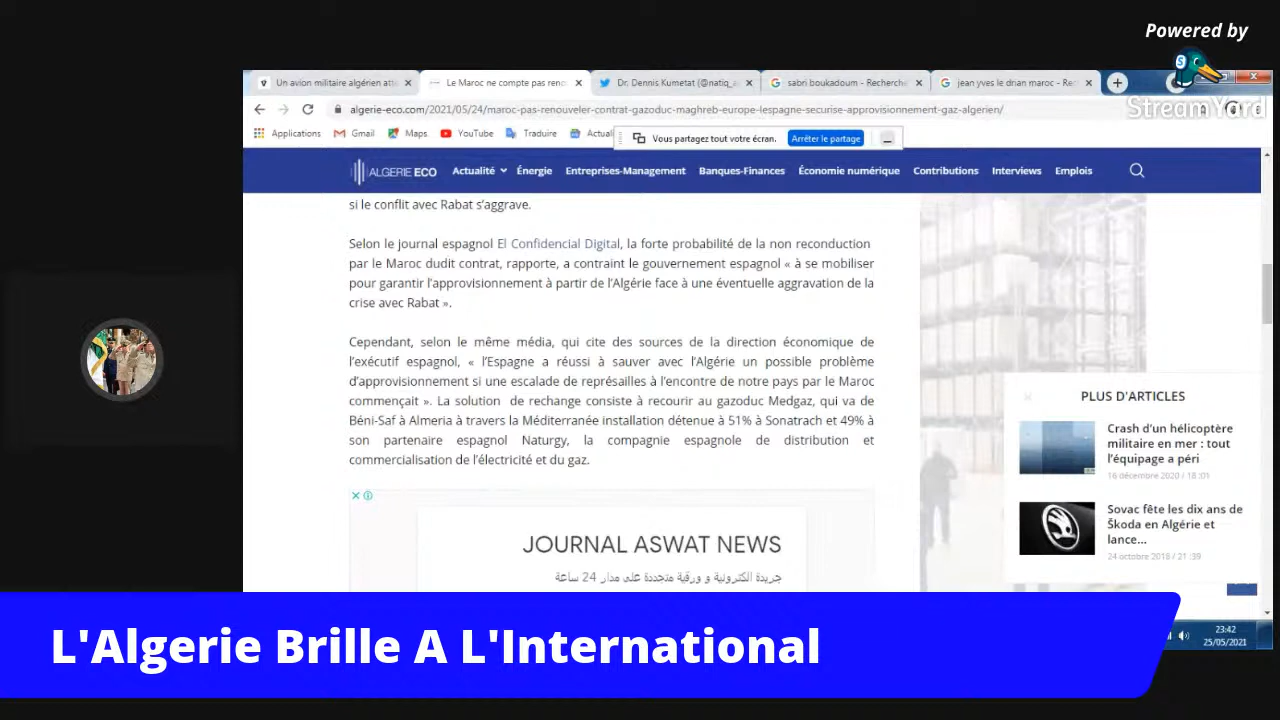 Powered by
StreamYard
Un avion militaire algérien atte
Le Maroc ne compte pas reno
Dr. Dennis Kumetat (@natiq_a
sabri boukadoum - Recherche
jean yves le drian maroc - Rec
algerie-eco.com/2021/05/24/maroc-pas-renouveler-contrat-gazoduc-maghreb-europe-lespagne-securise-approvisionnement-gaz-algerien/
Applications Gmail Maps YouTube Traduire Actual
Vous partagez tout votre écran. Arrêter le partage
ALGERIE ECO Actualité Énergie Entreprises-Management Banques-Finances Économie numérique Contributions Interviews Emplois
si le conflit avec Rabat s’aggrave.
Selon le journal espagnol El Confidencial Digital, la forte probabilité de la non reconduction
par le Maroc dudit contrat, rapporte, a contraint le gouvernement espagnol « à se mobiliser
pour garantir l’approvisionnement à partir de l’Algérie face à une éventuelle aggravation de la
crise avec Rabat ».
Cependant, selon le même média, qui cite des sources de la direction économique de
l’exécutif espagnol, « l’Espagne a réussi à sauver avec l’Algérie un possible problème
d’approvisionnement si une escalade de représailles à l’encontre de notre pays par le Maroc
commençait ». La solution de rechange consiste à recourir au gazoduc Medgaz, qui va de
Béni-Saf à Almeria à travers la Méditerranée installation détenue à 51% à Sonatrach et 49% à
son partenaire espagnol Naturgy, la compagnie espagnole de distribution et
commercialisation de l’électricité et du gaz.
JOURNAL ASWAT NEWS
جريدة الكترونية و ورقية متجددة على مدار 24 ساعة
PLUS D'ARTICLES
Crash d’un hélicoptère
militaire en mer : tout
l’équipage a péri
16 décembre 2020 / 18:01
Sovac fête les dix ans de
Škoda en Algérie et
lance...
24 octobre 2018 / 21:39
L'Algerie Brille A L'International
23:42
25/05/2021